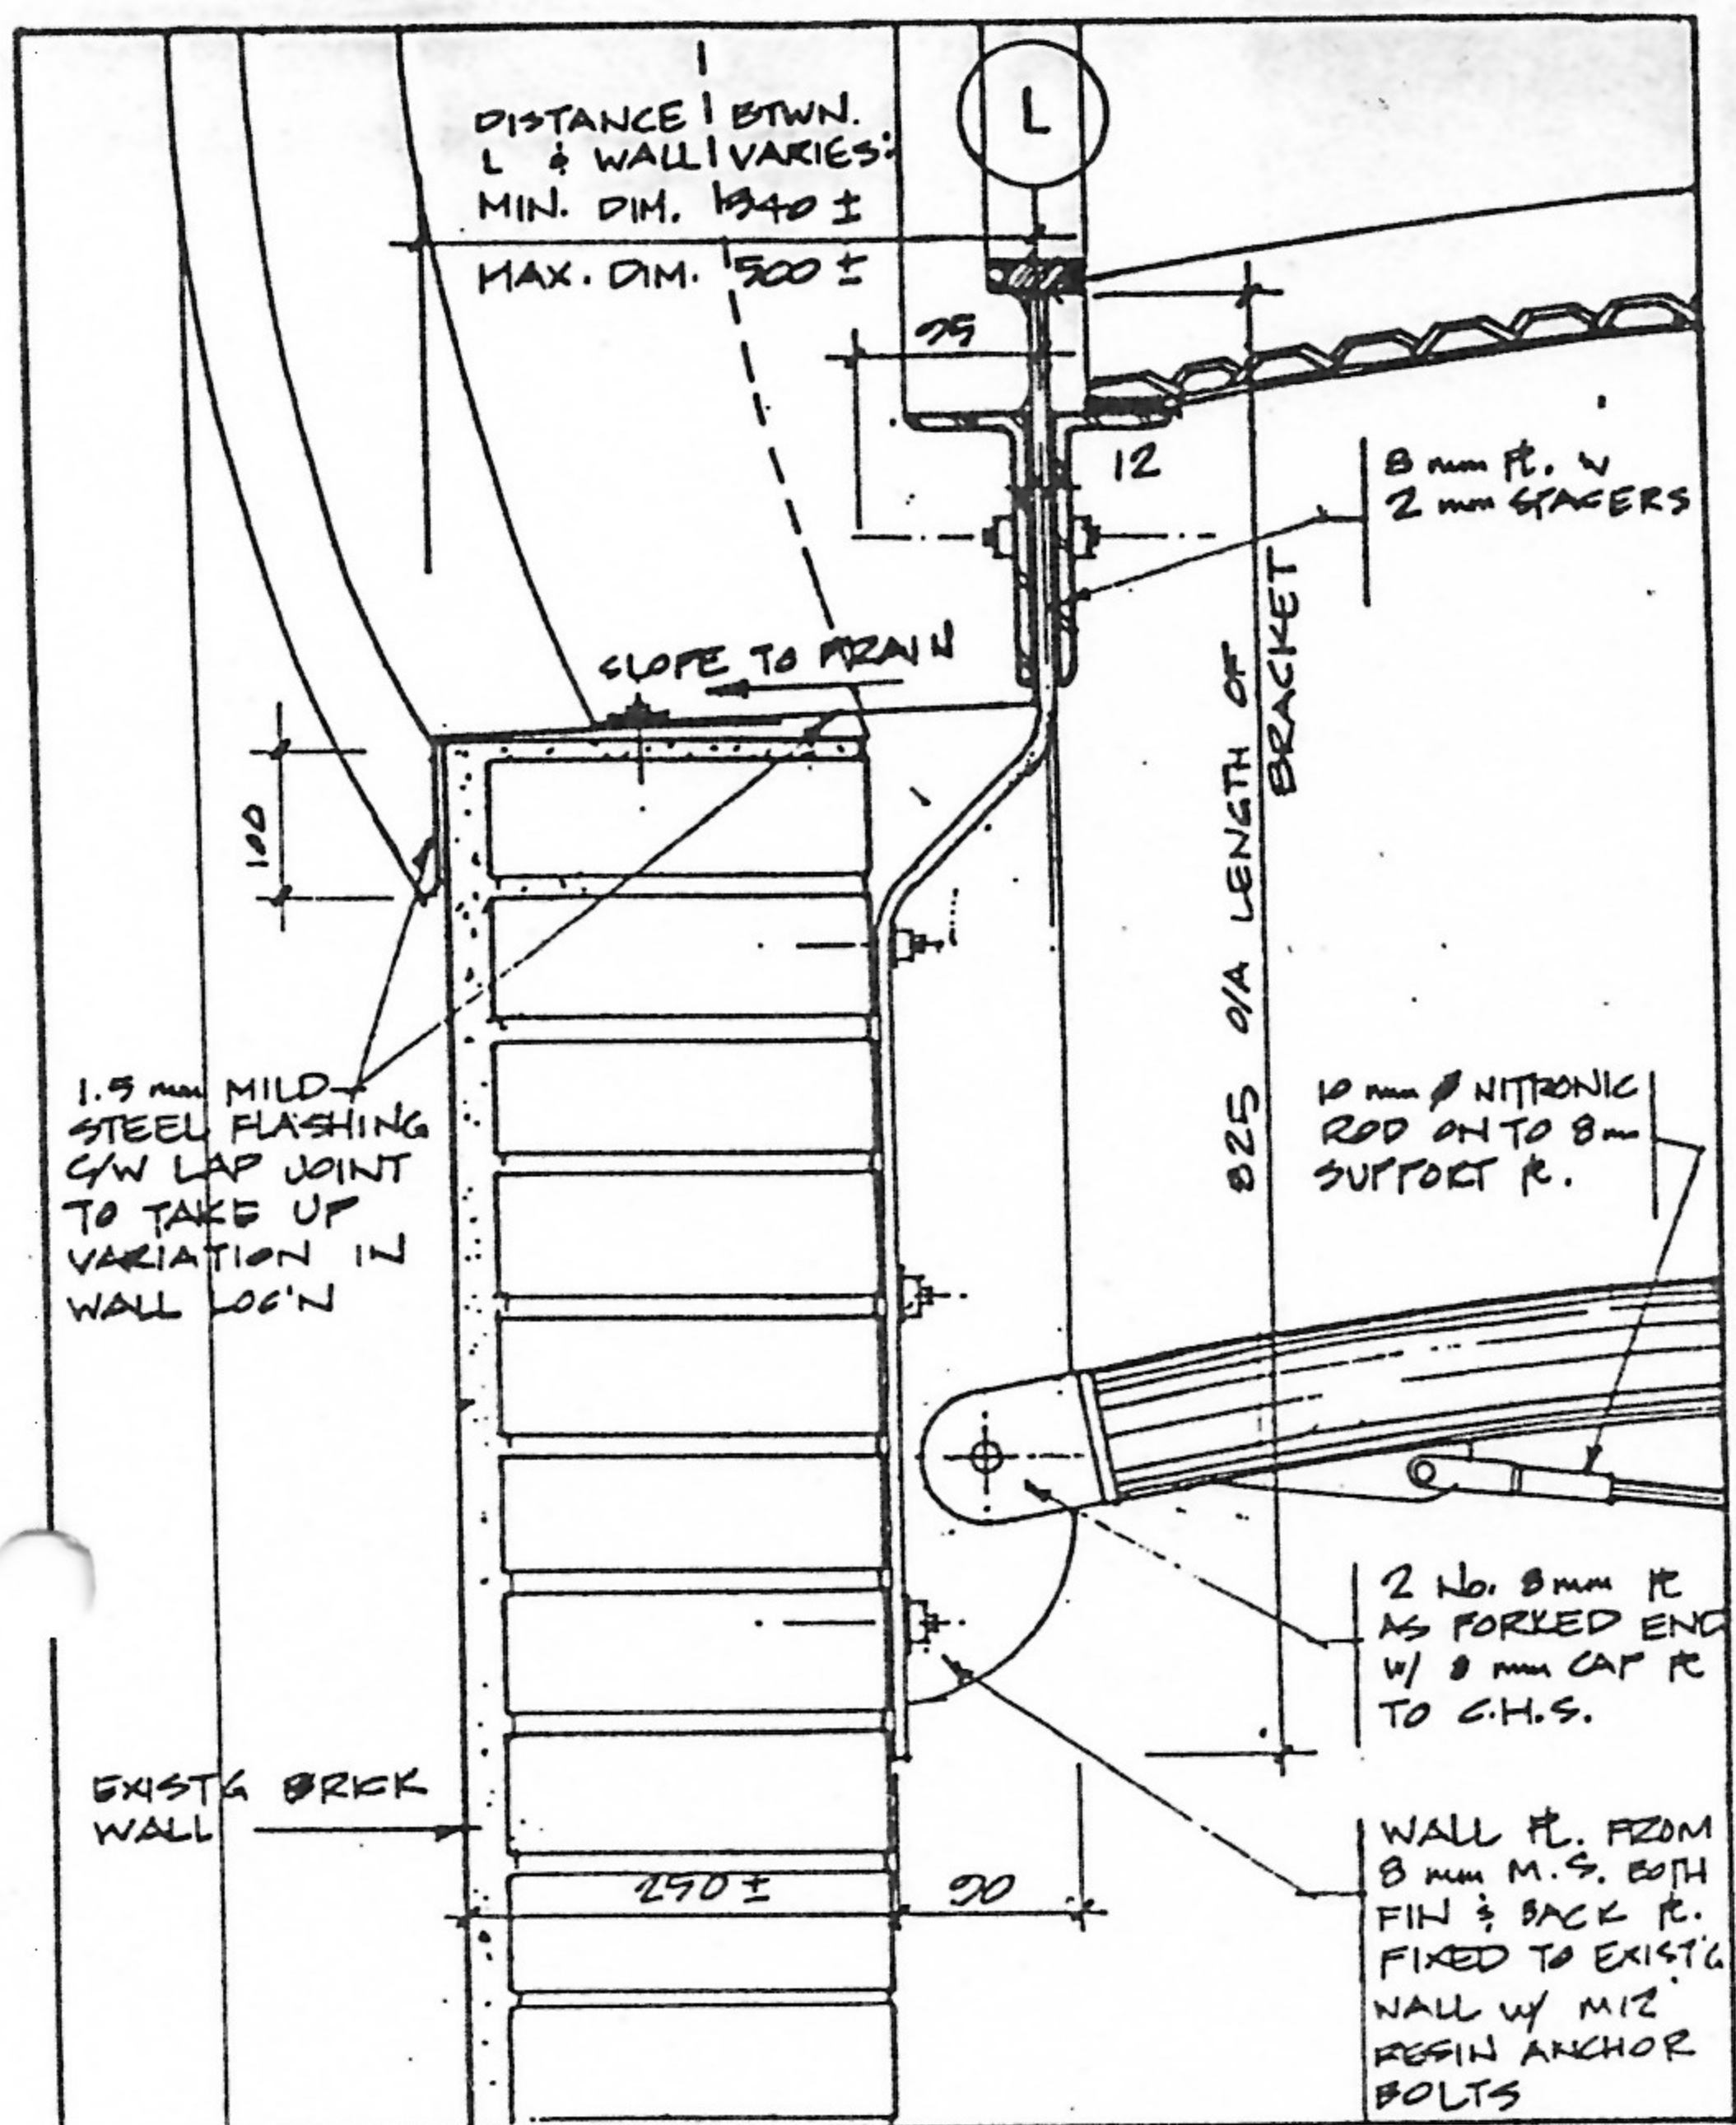 DISTANCE BTWN.
L & WALL VARIES:
MIN. DIM. 340 ±
MAX. DIM. 500 ±
L
95
12
8 mm PL. W
2 mm SPACERS
SLOPE TO DRAIN
100
825 O/A LENGTH OF
BRACKET
1.5 mm MILD
STEEL FLASHING
C/W LAP JOINT
TO TAKE UP
VARIATION IN
WALL LOC'N
10 mm Ø NITRONIC
ROD ON TO 8 mm
SUPPORT PL.
2 No. 8 mm PL
AS FORKED END
W/ 8 mm CAP PL
TO C.H.S.
EXIST'G BRICK
WALL
250 ±
90
WALL PL. FROM
8 mm M.S. BOTH
FIN & BACK PL.
FIXED TO EXIST'G
WALL W/ M12
RESIN ANCHOR
BOLTS